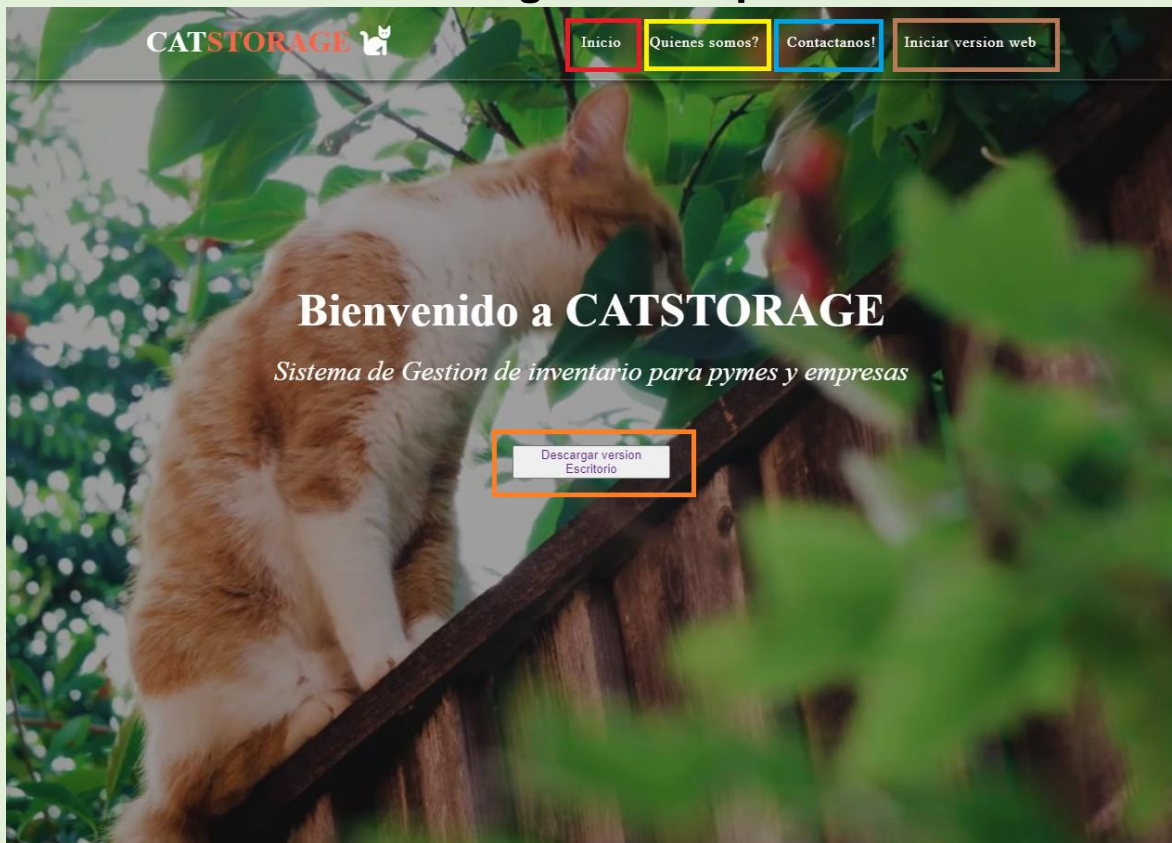 CATSTORAGE
Inicio
Quienes somos?
Contactanos!
Iniciar version web
Bienvenido a CATSTORAGE
Sistema de Gestion de inventario para pymes y empresas
Descargar version
Escritorio